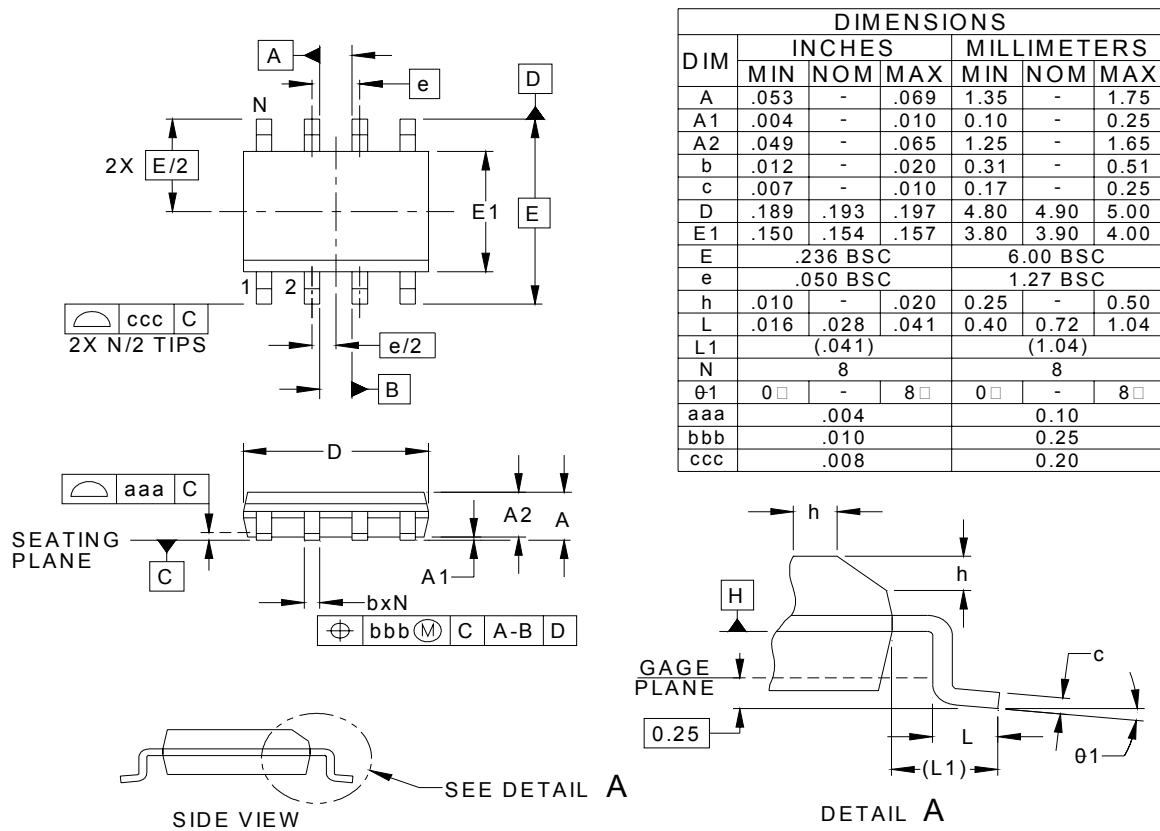 A
e
D
N
2X E/2
E1
E
1 2
ccc C
2X N/2 TIPS
e/2
B
D
aaa C
A2
A
SEATING
PLANE
C
A1
bxN
bbb Ⓜ C A-B D
SEE DETAIL A
SIDE VIEW
DIMENSIONS
DIM INCHES MILLIMETERS
MIN NOM MAX MIN NOM MAX
A .053 - .069 1.35 - 1.75
A1 .004 - .010 0.10 - 0.25
A2 .049 - .065 1.25 - 1.65
b .012 - .020 0.31 - 0.51
c .007 - .010 0.17 - 0.25
D .189 .193 .197 4.80 4.90 5.00
E1 .150 .154 .157 3.80 3.90 4.00
E .236 BSC 6.00 BSC
e .050 BSC 1.27 BSC
h .010 - .020 0.25 - 0.50
L .016 .028 .041 0.40 0.72 1.04
L1 (.041) (1.04)
N 8 8
θ1 0□ - 8□ 0□ - 8□
aaa .004 0.10
bbb .010 0.25
ccc .008 0.20
h
h
H
GAGE
PLANE
c
0.25
L
θ1
(L1)
DETAIL A